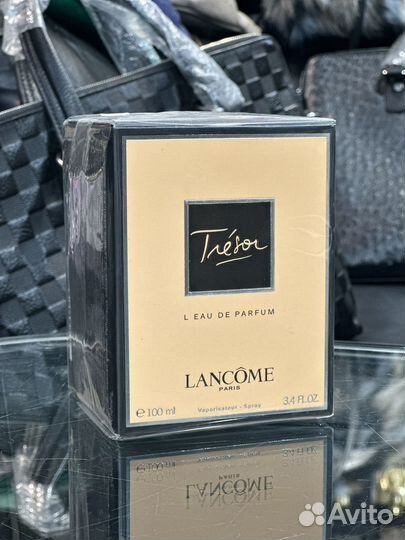 Trésor
L EAU DE PARFUM
LANCÔME
PARIS
e 100 ml
Vaporisateur - Spray
3.4 FL.OZ.
Avito